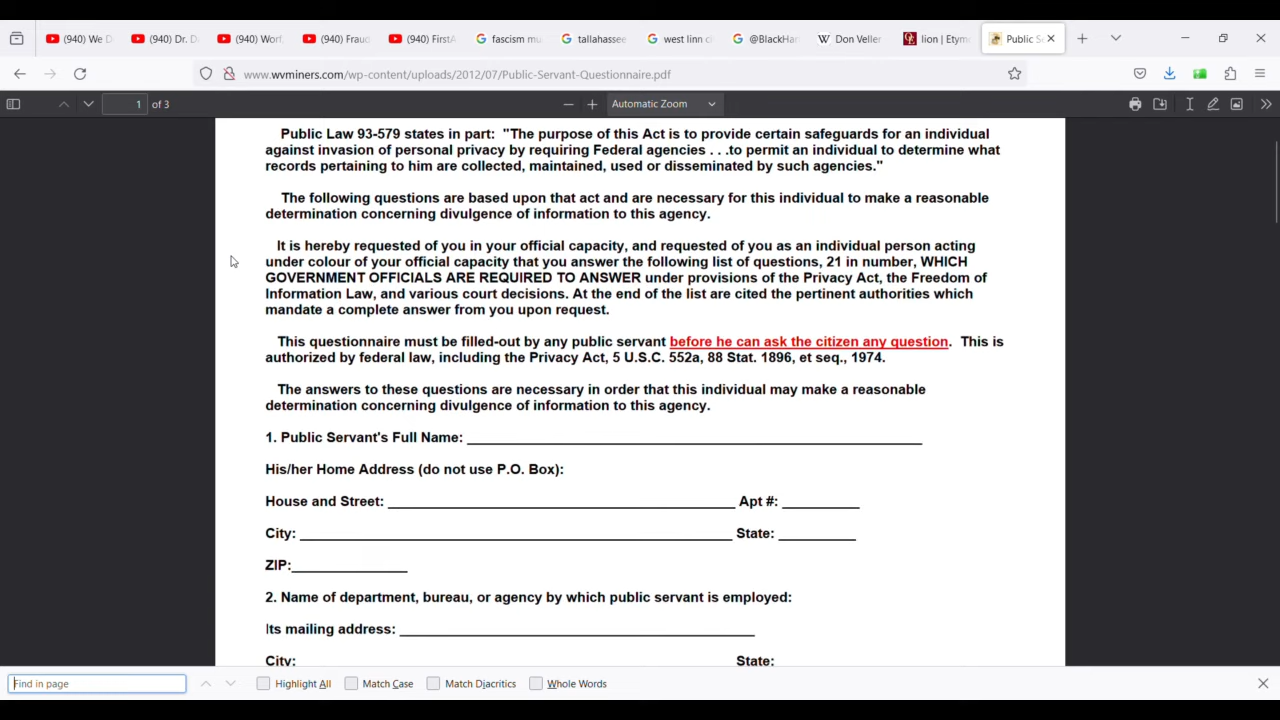 (940) We D
(940) Dr. D
(940) Worf
(940) Fraud
(940) FirstA
fascism mu
tallahassee
west linn ci
@BlackHar
Don Veller
lion | Etym
Public S
www.wvminers.com/wp-content/uploads/2012/07/Public-Servant-Questionnaire.pdf
1 of 3
Automatic Zoom
Public Law 93-579 states in part: "The purpose of this Act is to provide certain safeguards for an individual
against invasion of personal privacy by requiring Federal agencies . . .to permit an individual to determine what
records pertaining to him are collected, maintained, used or disseminated by such agencies."
The following questions are based upon that act and are necessary for this individual to make a reasonable
determination concerning divulgence of information to this agency.
It is hereby requested of you in your official capacity, and requested of you as an individual person acting
under colour of your official capacity that you answer the following list of questions, 21 in number, WHICH
GOVERNMENT OFFICIALS ARE REQUIRED TO ANSWER under provisions of the Privacy Act, the Freedom of
Information Law, and various court decisions. At the end of the list are cited the pertinent authorities which
mandate a complete answer from you upon request.
This questionnaire must be filled-out by any public servant before he can ask the citizen any question. This is
authorized by federal law, including the Privacy Act, 5 U.S.C. 552a, 88 Stat. 1896, et seq., 1974.
The answers to these questions are necessary in order that this individual may make a reasonable
determination concerning divulgence of information to this agency.
1. Public Servant's Full Name:
His/her Home Address (do not use P.O. Box):
House and Street: Apt #:
City: State:
ZIP:
2. Name of department, bureau, or agency by which public servant is employed:
Its mailing address:
City: State:
Find in page
Highlight All
Match Case
Match Diacritics
Whole Words